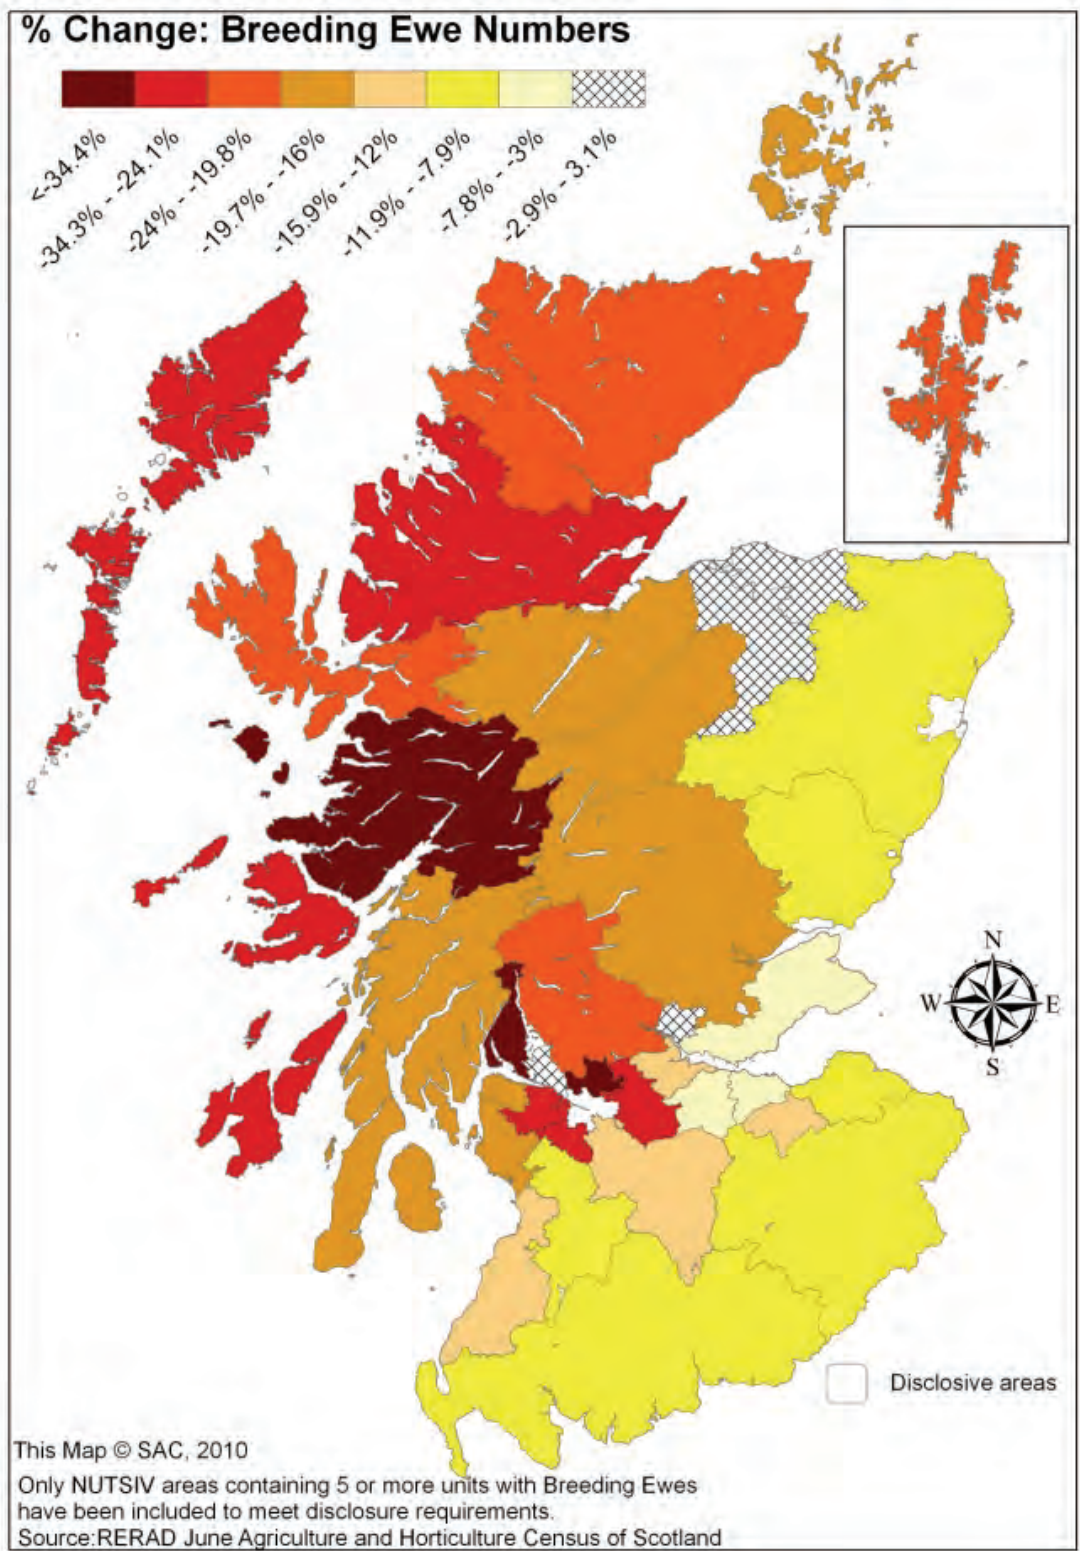 % Change: Breeding Ewe Numbers
<-34.4%
-34.3% - -24.1%
-24% - -19.8%
-19.7% - -16%
-15.9% - -12%
-11.9% - -7.9%
-7.8% - -3%
-2.9% - 3.1%
N
W E
S
Disclosive areas
This Map © SAC, 2010
Only NUTSIV areas containing 5 or more units with Breeding Ewes
have been included to meet disclosure requirements.
Source:RERAD June Agriculture and Horticulture Census of Scotland